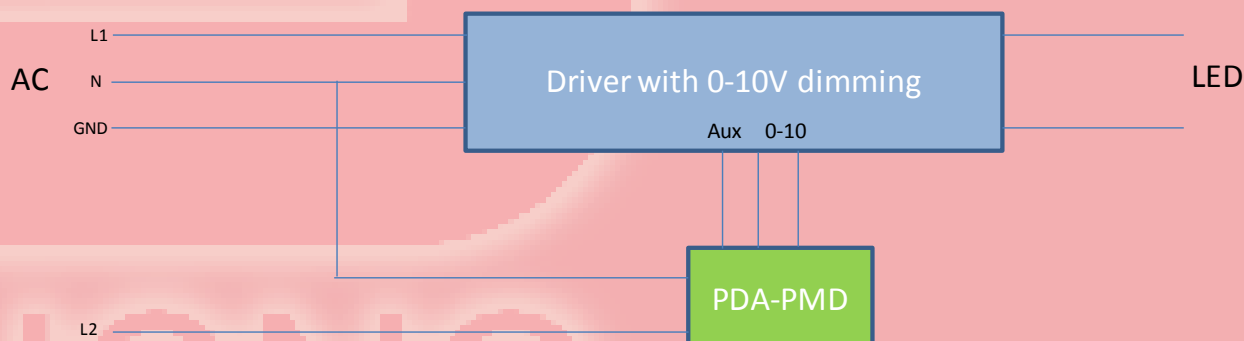 L1
AC
N
Driver with 0-10V dimming
LED
GND
Aux 0-10
PDA-PMD
L2